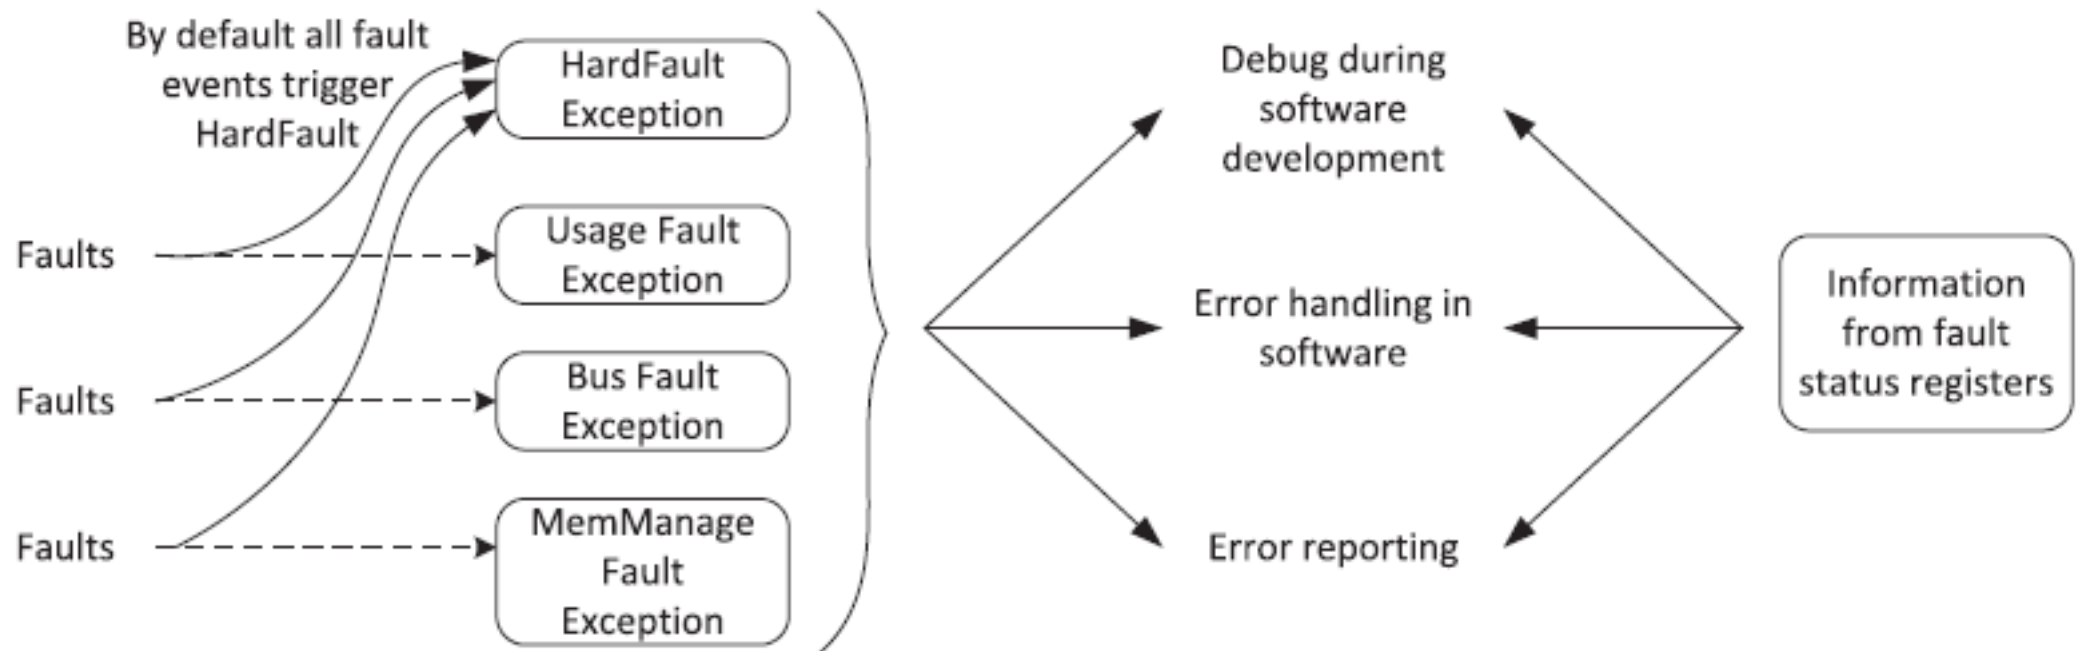 By default all fault
events trigger
HardFault
HardFault
Exception
Faults
Usage Fault
Exception
Faults
Bus Fault
Exception
Faults
MemManage
Fault
Exception
Debug during
software
development
Error handling in
software
Error reporting
Information
from fault
status registers